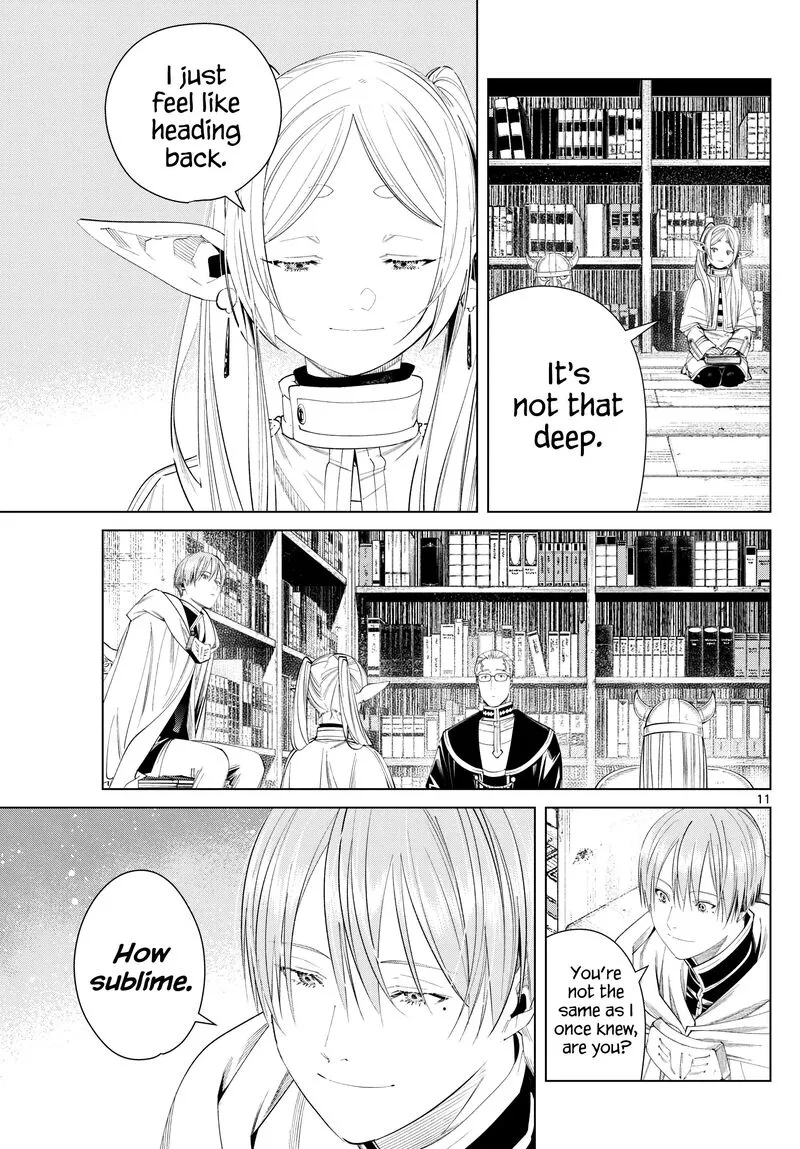 It's
not that
deep.
I just
feel like
heading
back.
11
You're
not the
same as I
once knew,
are you?
How
sublime.